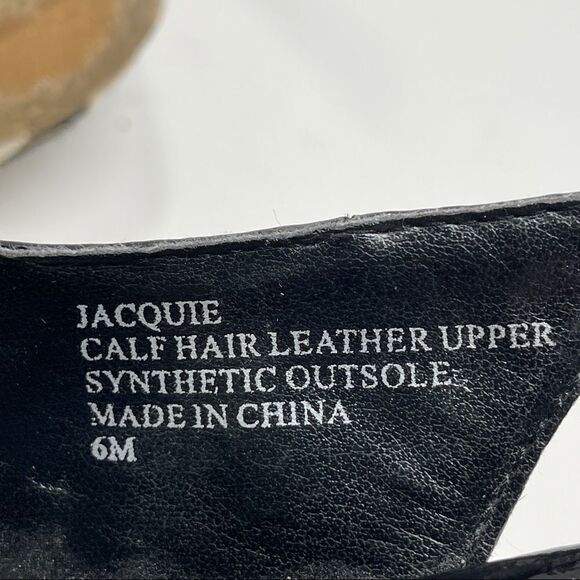 JACQUIE
CALF HAIR LEATHER UPPER
SYNTHETIC OUTSOLE
MADE IN CHINA
6M